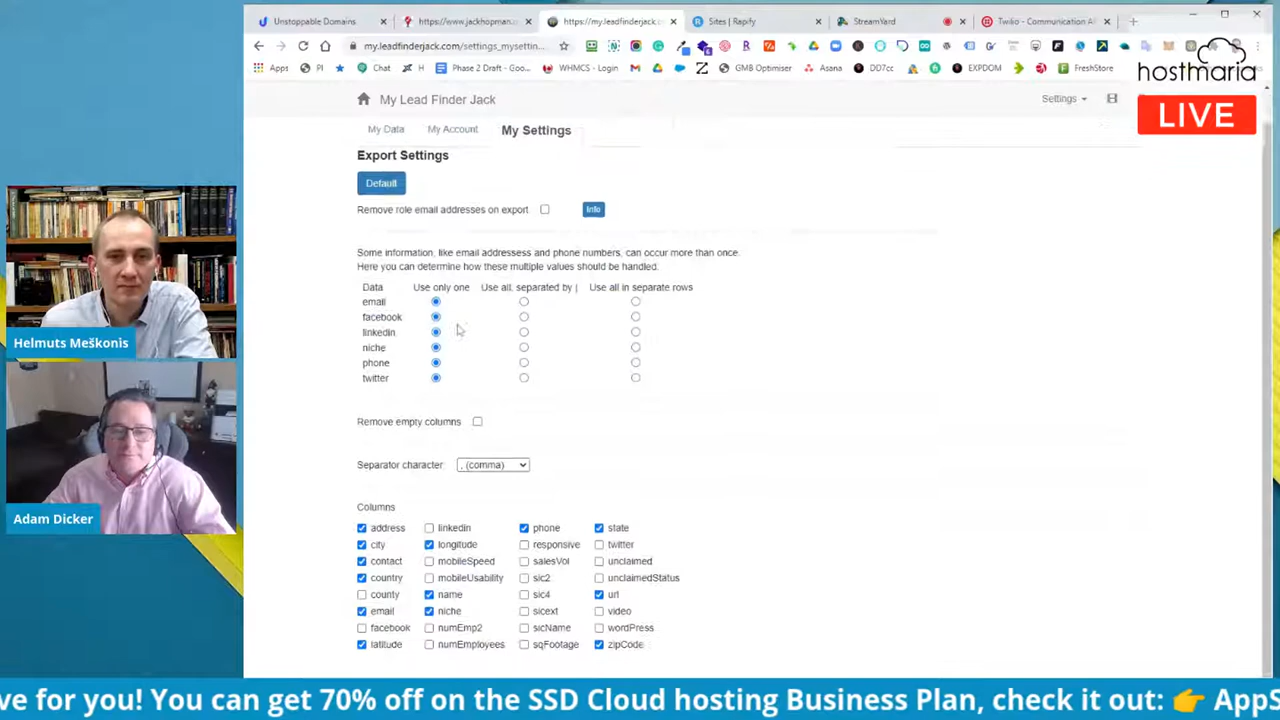 Unstoppable Domains
https://www.jackhopman.
https://my.leadfinderjack.co
Sites | Rapify
StreamYard
Twilio - Communication A
my.leadfinderjack.com/settings_mysettin...
Apps
PI
Chat
H
Phase 2 Draft - Goo...
WHMCS - Login
GMB Optimiser
Asana
DD7cc
EXPDOM
FreshStore
hostmaria
LIVE
My Lead Finder Jack
Settings
My Data
My Account
My Settings
Export Settings
Default
Remove role email addresses on export
Info
Some information, like email addressess and phone numbers, can occur more than once.
Here you can determine how these multiple values should be handled.
Data Use only one Use all, separated by | Use all in separate rows
email
facebook
linkedin
niche
phone
twitter
Remove empty columns
Separator character , (comma)
Columns
address linkedin phone state
city longitude responsive twitter
contact mobileSpeed salesVol unclaimed
country mobileUsability sic2 unclaimedStatus
county name sic4 url
email niche sicext video
facebook numEmp2 sicName wordPress
latitude numEmployees sqFootage zipCode
Helmuts Meškonis
Adam Dicker
ve for you! You can get 70% off on the SSD Cloud hosting Business Plan, check it out: 👉 AppS